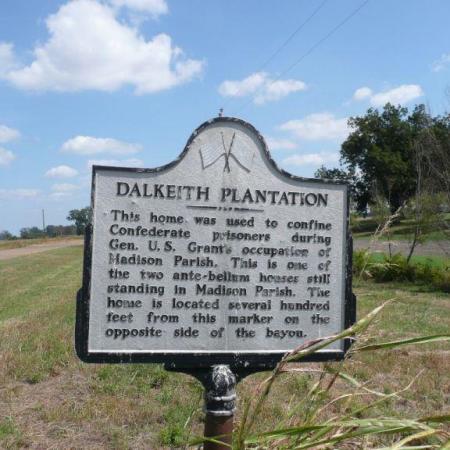 DALKEITH PLANTATION
This home was used to confine
Confederate prisoners during
Gen. U.S. Grant's occupation of
Madison Parish. This is one of
the two ante-bellum houses still
standing in Madison Parish. The
home is located several hundred
feet from this marker on the
opposite side of the bayou.